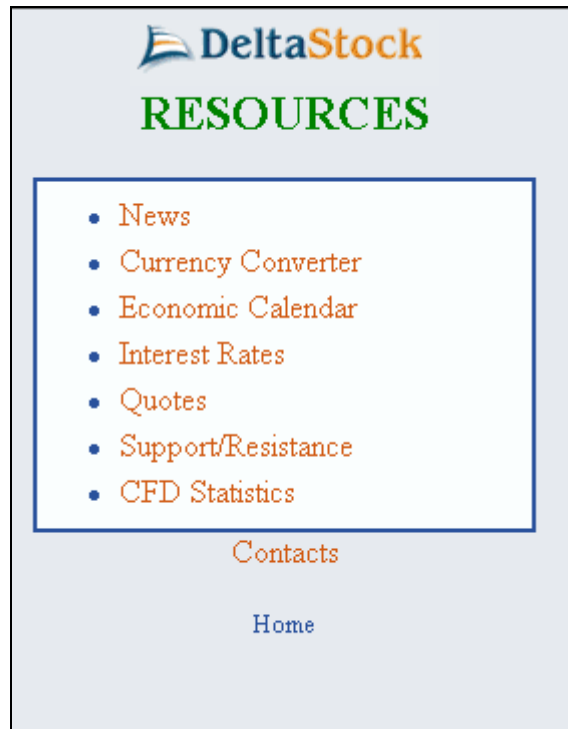 DeltaStock
RESOURCES
News
Currency Converter
Economic Calendar
Interest Rates
Quotes
Support/Resistance
CFD Statistics
Contacts
Home